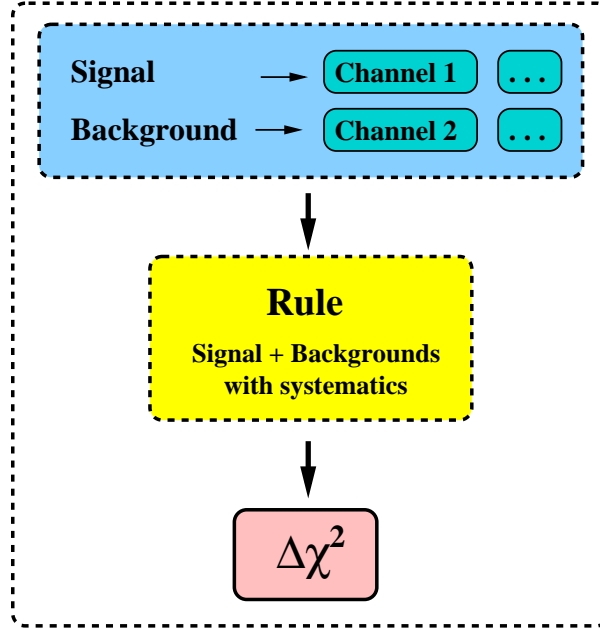 Signal → Channel 1 ...
Background → Channel 2 ...
Rule
Signal + Backgrounds
with systematics
Δχ²